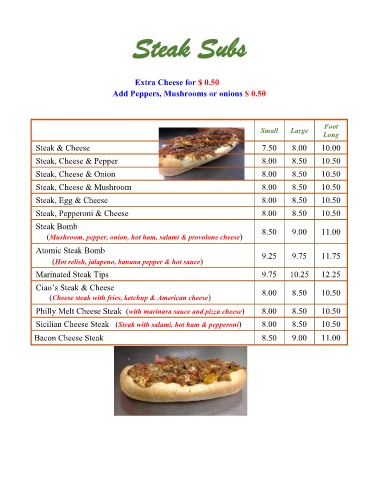 Steak Subs
Extra Cheese for $ 0.50
Add Peppers, Mushrooms or onions $ 0.50
Small Large Foot Long
Steak & Cheese 7.50 8.00 10.00
Steak, Cheese & Pepper 8.00 8.50 10.50
Steak, Cheese & Onion 8.00 8.50 10.50
Steak, Cheese & Mushroom 8.00 8.50 10.50
Steak, Egg & Cheese 8.00 8.50 10.50
Steak, Pepperoni & Cheese 8.00 8.50 10.50
Steak Bomb
(Mushroom, pepper, onion, hot ham, salami & provolone cheese) 8.50 9.00 11.00
Atomic Steak Bomb
(Hot relish, jalapeno, banana pepper & hot sauce) 9.25 9.75 11.75
Marinated Steak Tips 9.75 10.25 12.25
Ciao's Steak & Cheese
(Cheese steak with fries, ketchup & American cheese) 8.00 8.50 10.50
Philly Melt Cheese Steak (with marinara sauce and pizza cheese) 8.00 8.50 10.50
Sicilian Cheese Steak (Steak with salami, hot ham & pepperoni) 8.00 8.50 10.50
Bacon Cheese Steak 8.50 9.00 11.00